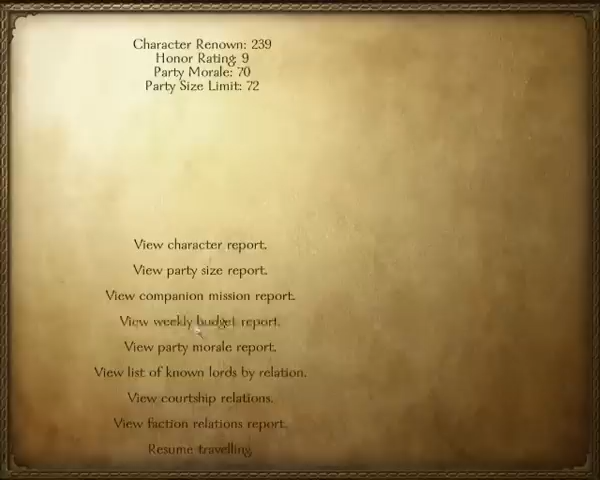 Character Renown: 239
Honor Rating: 9
Party Morale: 70
Party Size Limit: 72
View character report.
View party size report.
View companion mission report.
View weekly budget report.
View party morale report.
View list of known lords by relation.
View courtship relations.
View faction relations report.
Resume travelling